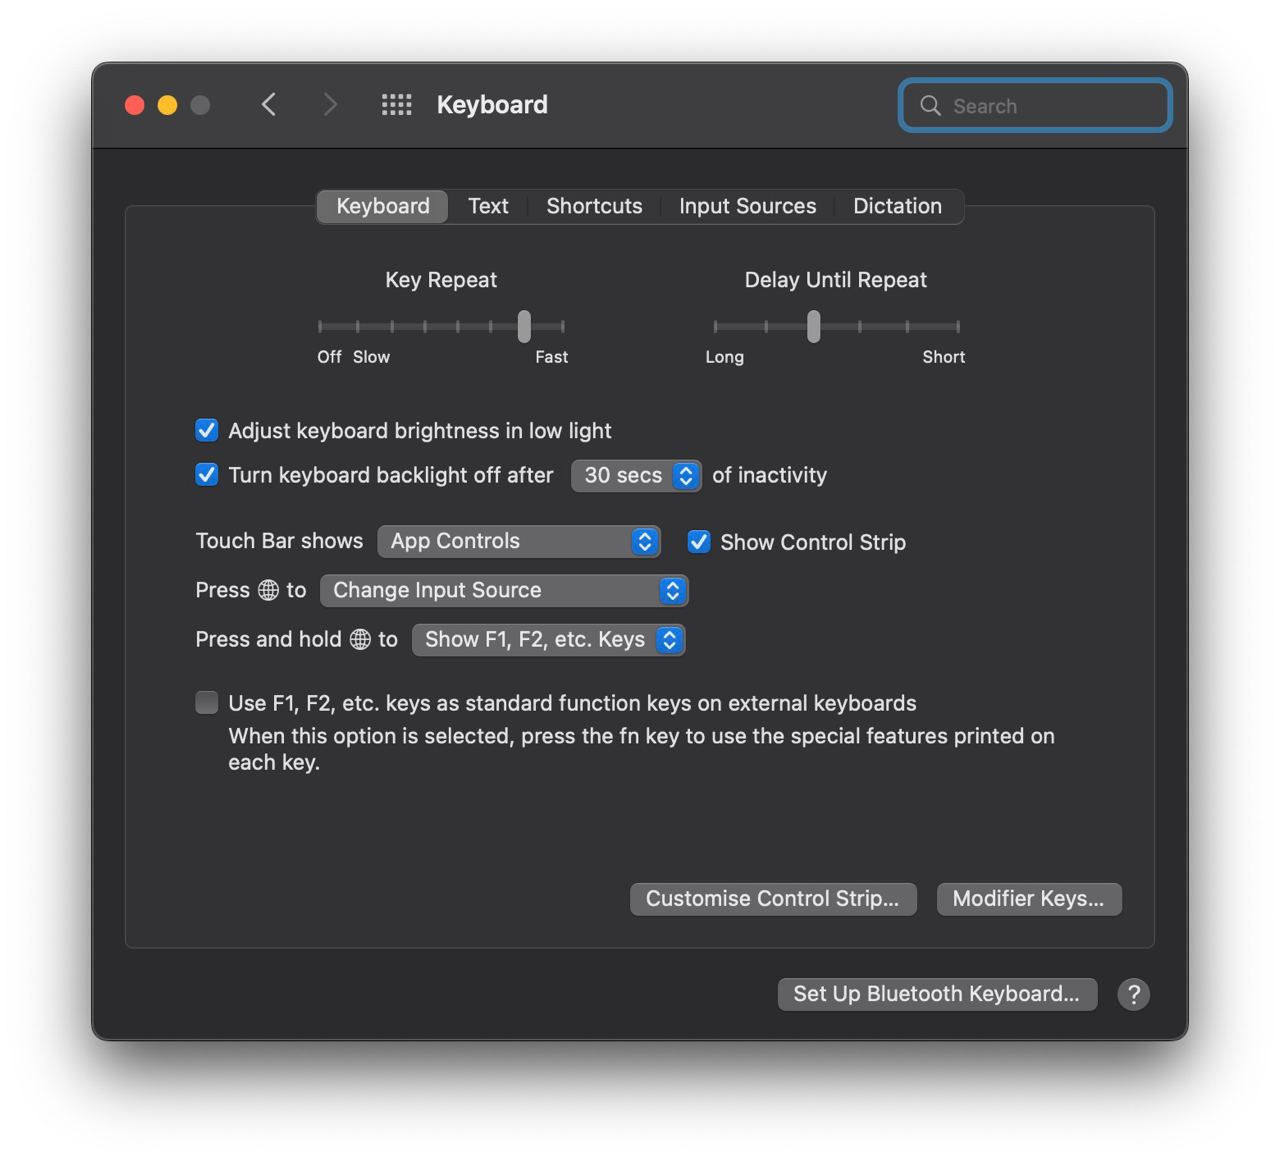 Keyboard
Search
Keyboard Text Shortcuts Input Sources Dictation
Key Repeat Delay Until Repeat
Off Slow Fast Long Short
Adjust keyboard brightness in low light
Turn keyboard backlight off after 30 secs of inactivity
Touch Bar shows App Controls Show Control Strip
Press to Change Input Source
Press and hold to Show F1, F2, etc. Keys
Use F1, F2, etc. keys as standard function keys on external keyboards
When this option is selected, press the fn key to use the special features printed on
each key.
Customise Control Strip... Modifier Keys...
Set Up Bluetooth Keyboard... ?